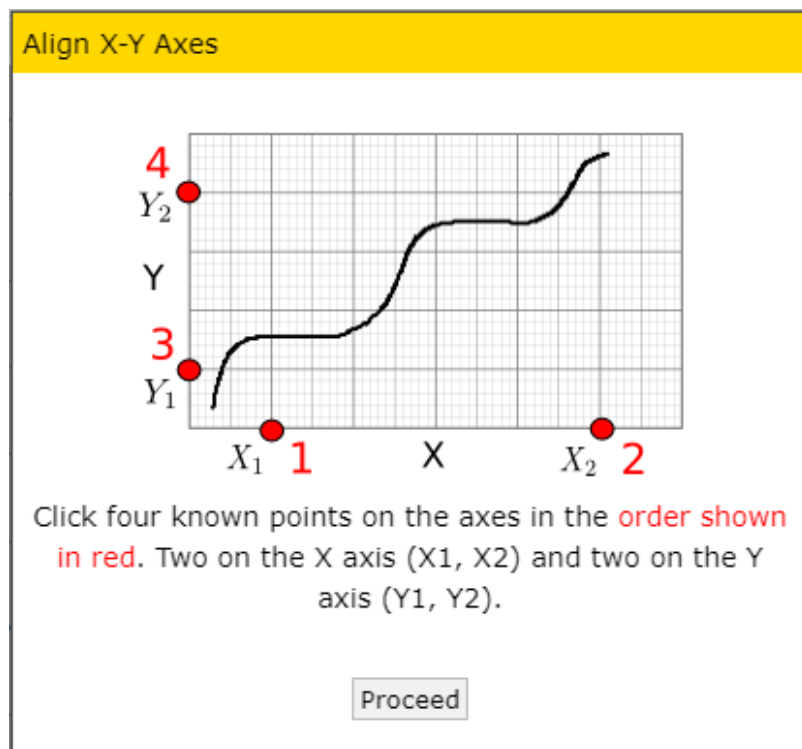 Align X-Y Axes
4
Y2
Y
3
Y1
X1 1 X X2 2
Click four known points on the axes in the order shown
in red. Two on the X axis (X1, X2) and two on the Y
axis (Y1, Y2).
Proceed